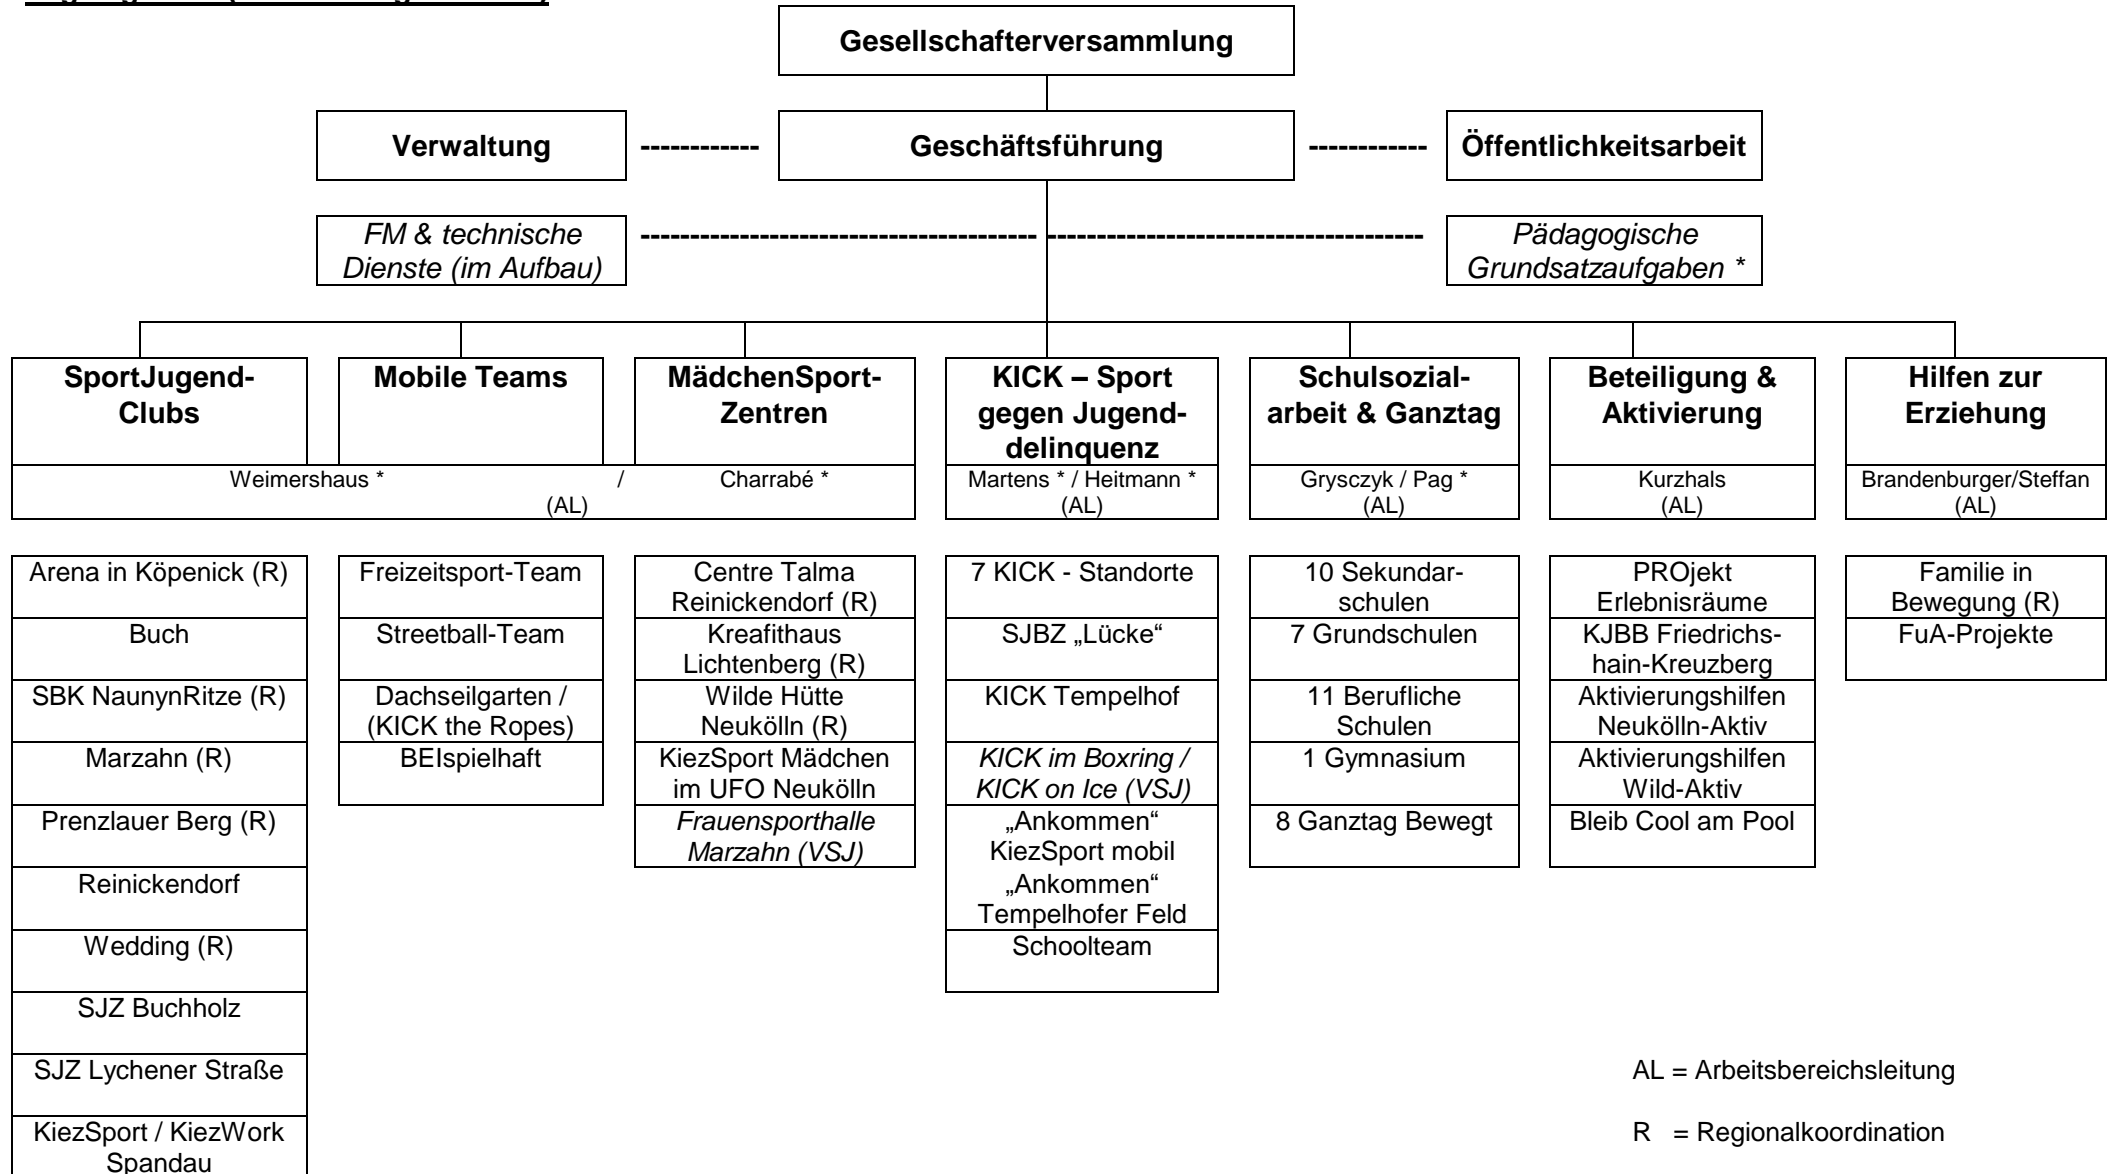 Gesellschafterversammlung
Verwaltung ------------ Geschäftsführung ------------ Öffentlichkeitsarbeit
FM & technische
Dienste (im Aufbau)
Pädagogische
Grundsatzaufgaben *
SportJugend-
Clubs
Mobile Teams
MädchenSport-
Zentren
KICK – Sport
gegen Jugend-
delinquenz
Schulsozial-
arbeit & Ganztag
Beteiligung &
Aktivierung
Hilfen zur
Erziehung
Weimershaus * / Charrabé *
(AL)
Martens * / Heitmann *
(AL)
Grysczyk / Pag *
(AL)
Kurzhals
(AL)
Brandenburger/Steffan
(AL)
Arena in Köpenick (R)
Buch
SBK NaunynRitze (R)
Marzahn (R)
Prenzlauer Berg (R)
Reinickendorf
Wedding (R)
SJZ Buchholz
SJZ Lychener Straße
KiezSport / KiezWork
Spandau
Freizeitsport-Team
Streetball-Team
Dachseilgarten /
(KICK the Ropes)
BEIspielhaft
Centre Talma
Reinickendorf (R)
Kreafithaus
Lichtenberg (R)
Wilde Hütte
Neukölln (R)
KiezSport Mädchen
im UFO Neukölln
Frauensporthalle
Marzahn (VSJ)
7 KICK - Standorte
SJBZ „Lücke“
KICK Tempelhof
KICK im Boxring /
KICK on Ice (VSJ)
„Ankommen“
KiezSport mobil
„Ankommen“
Tempelhofer Feld
Schoolteam
10 Sekundar-
schulen
7 Grundschulen
11 Berufliche
Schulen
1 Gymnasium
8 Ganztag Bewegt
PROjekt
Erlebnisräume
KJBB Friedrichs-
hain-Kreuzberg
Aktivierungshilfen
Neukölln-Aktiv
Aktivierungshilfen
Wild-Aktiv
Bleib Cool am Pool
Familie in
Bewegung (R)
FuA-Projekte
AL = Arbeitsbereichsleitung
R = Regionalkoordination